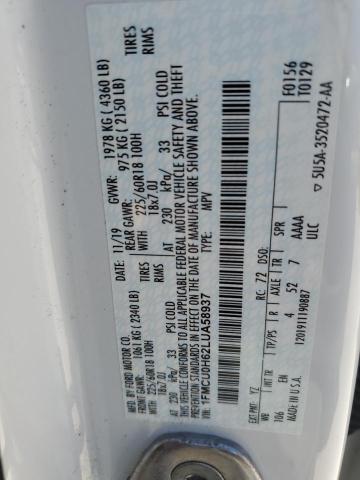 MFD. BY FORD MOTOR CO.
DATE: 11/19 GVWR: 1978 KG ( 4360 LB)
FRONT GAWR: 1061 KG ( 2340 LB) REAR GAWR: 975 KG ( 2150 LB)
WITH 225/60R18 100H TIRES WITH 225/60R18 100H TIRES
18x7.0J RIMS 18x7.0J RIMS
AT 230 kPa/ 33 PSI COLD AT 230 kPa/ 33 PSI COLD
THIS VEHICLE CONFORMS TO ALL APPLICABLE FEDERAL MOTOR VEHICLE SAFETY AND THEFT
PREVENTION STANDARDS IN EFFECT ON THE DATE OF MANUFACTURE SHOWN ABOVE.
VIN: 1FMCU0H62LUA58937
TYPE: MPV
F0156
T0129
EXT PNT: YZ RC: 72 DSO:
WB TP/PS R AXLE TR SPR
106 EN 4 52 7 AAAA
MADE IN U.S.A. 1201911190887 ULC
▽ 5U5A-3520472-AA